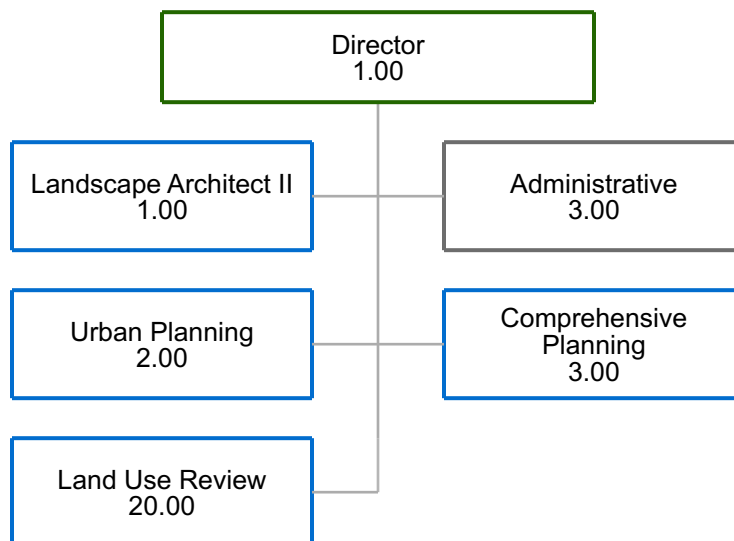 Director
1.00
Landscape Architect II
1.00
Administrative
3.00
Urban Planning
2.00
Comprehensive
Planning
3.00
Land Use Review
20.00